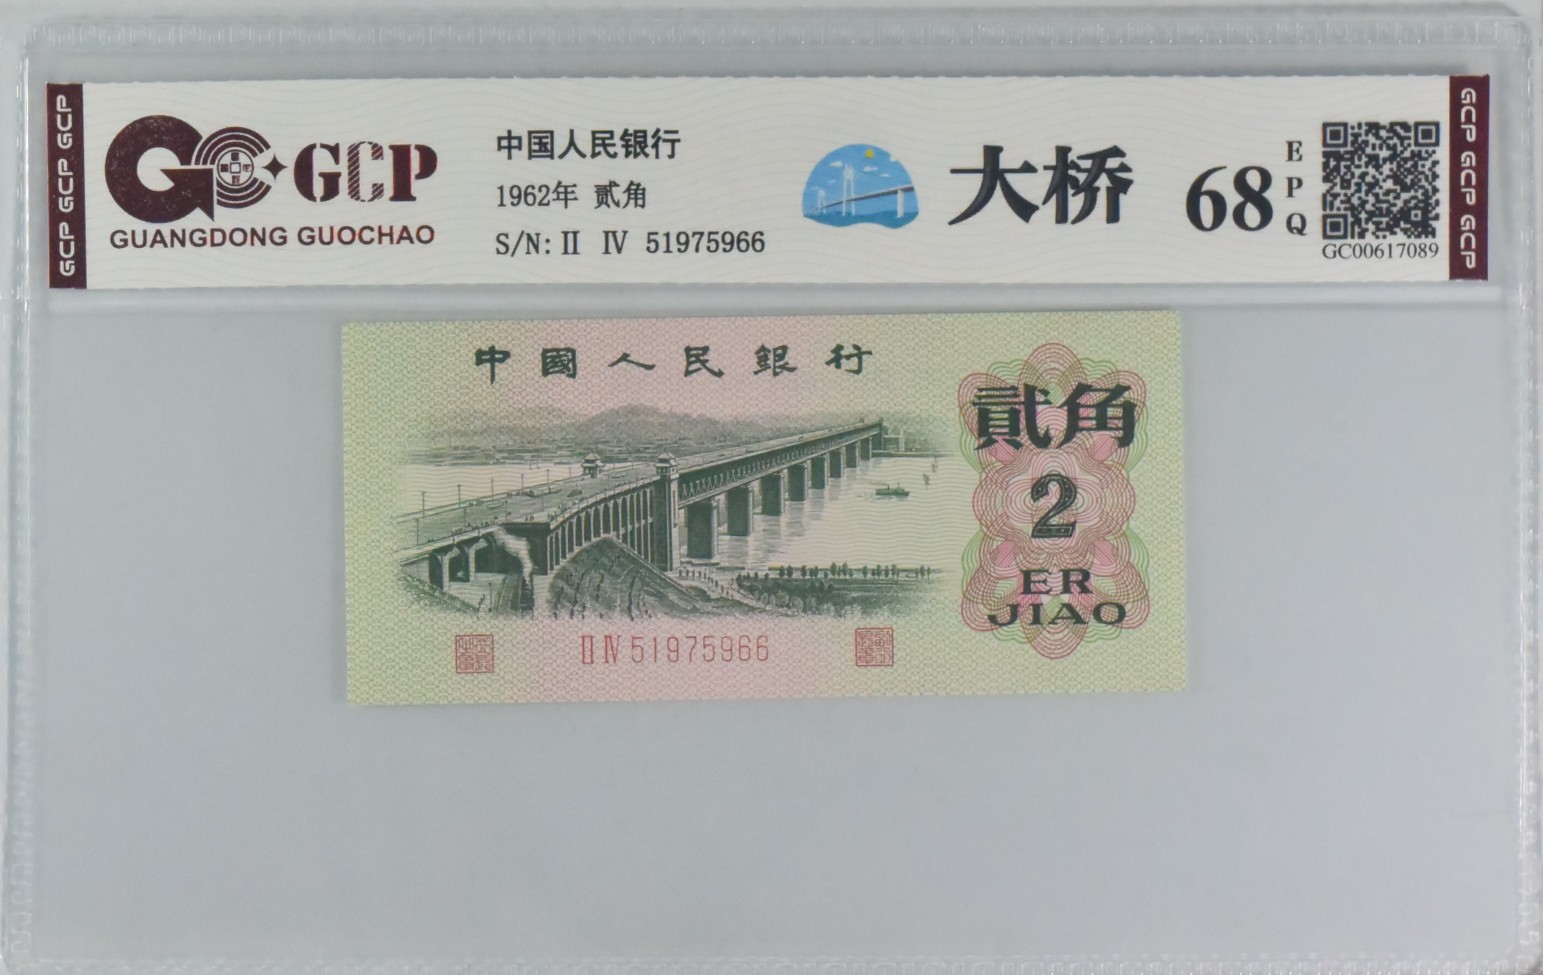 GCP GCP GCP
GCP
GUANGDONG GUOCHAO
中国人民银行
1962年 贰角
S/N: II IV 51975966
大桥
68
E
P
Q
GC00617089
GCP GCP GCP
中國人民銀行
貳角
2
ER
JIAO
II IV 51975966